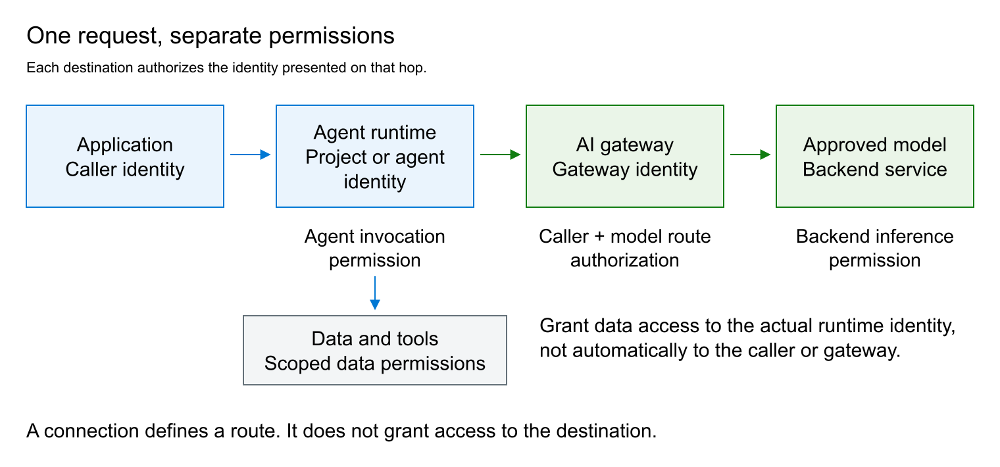 One request, separate permissions
Each destination authorizes the identity presented on that hop.
Application
Caller identity
Agent runtime
Project or agent
identity
AI gateway
Gateway identity
Approved model
Backend service
Agent invocation
permission
Caller + model route
authorization
Backend inference
permission
Data and tools
Scoped data permissions
Grant data access to the actual runtime identity,
not automatically to the caller or gateway.
A connection defines a route. It does not grant access to the destination.